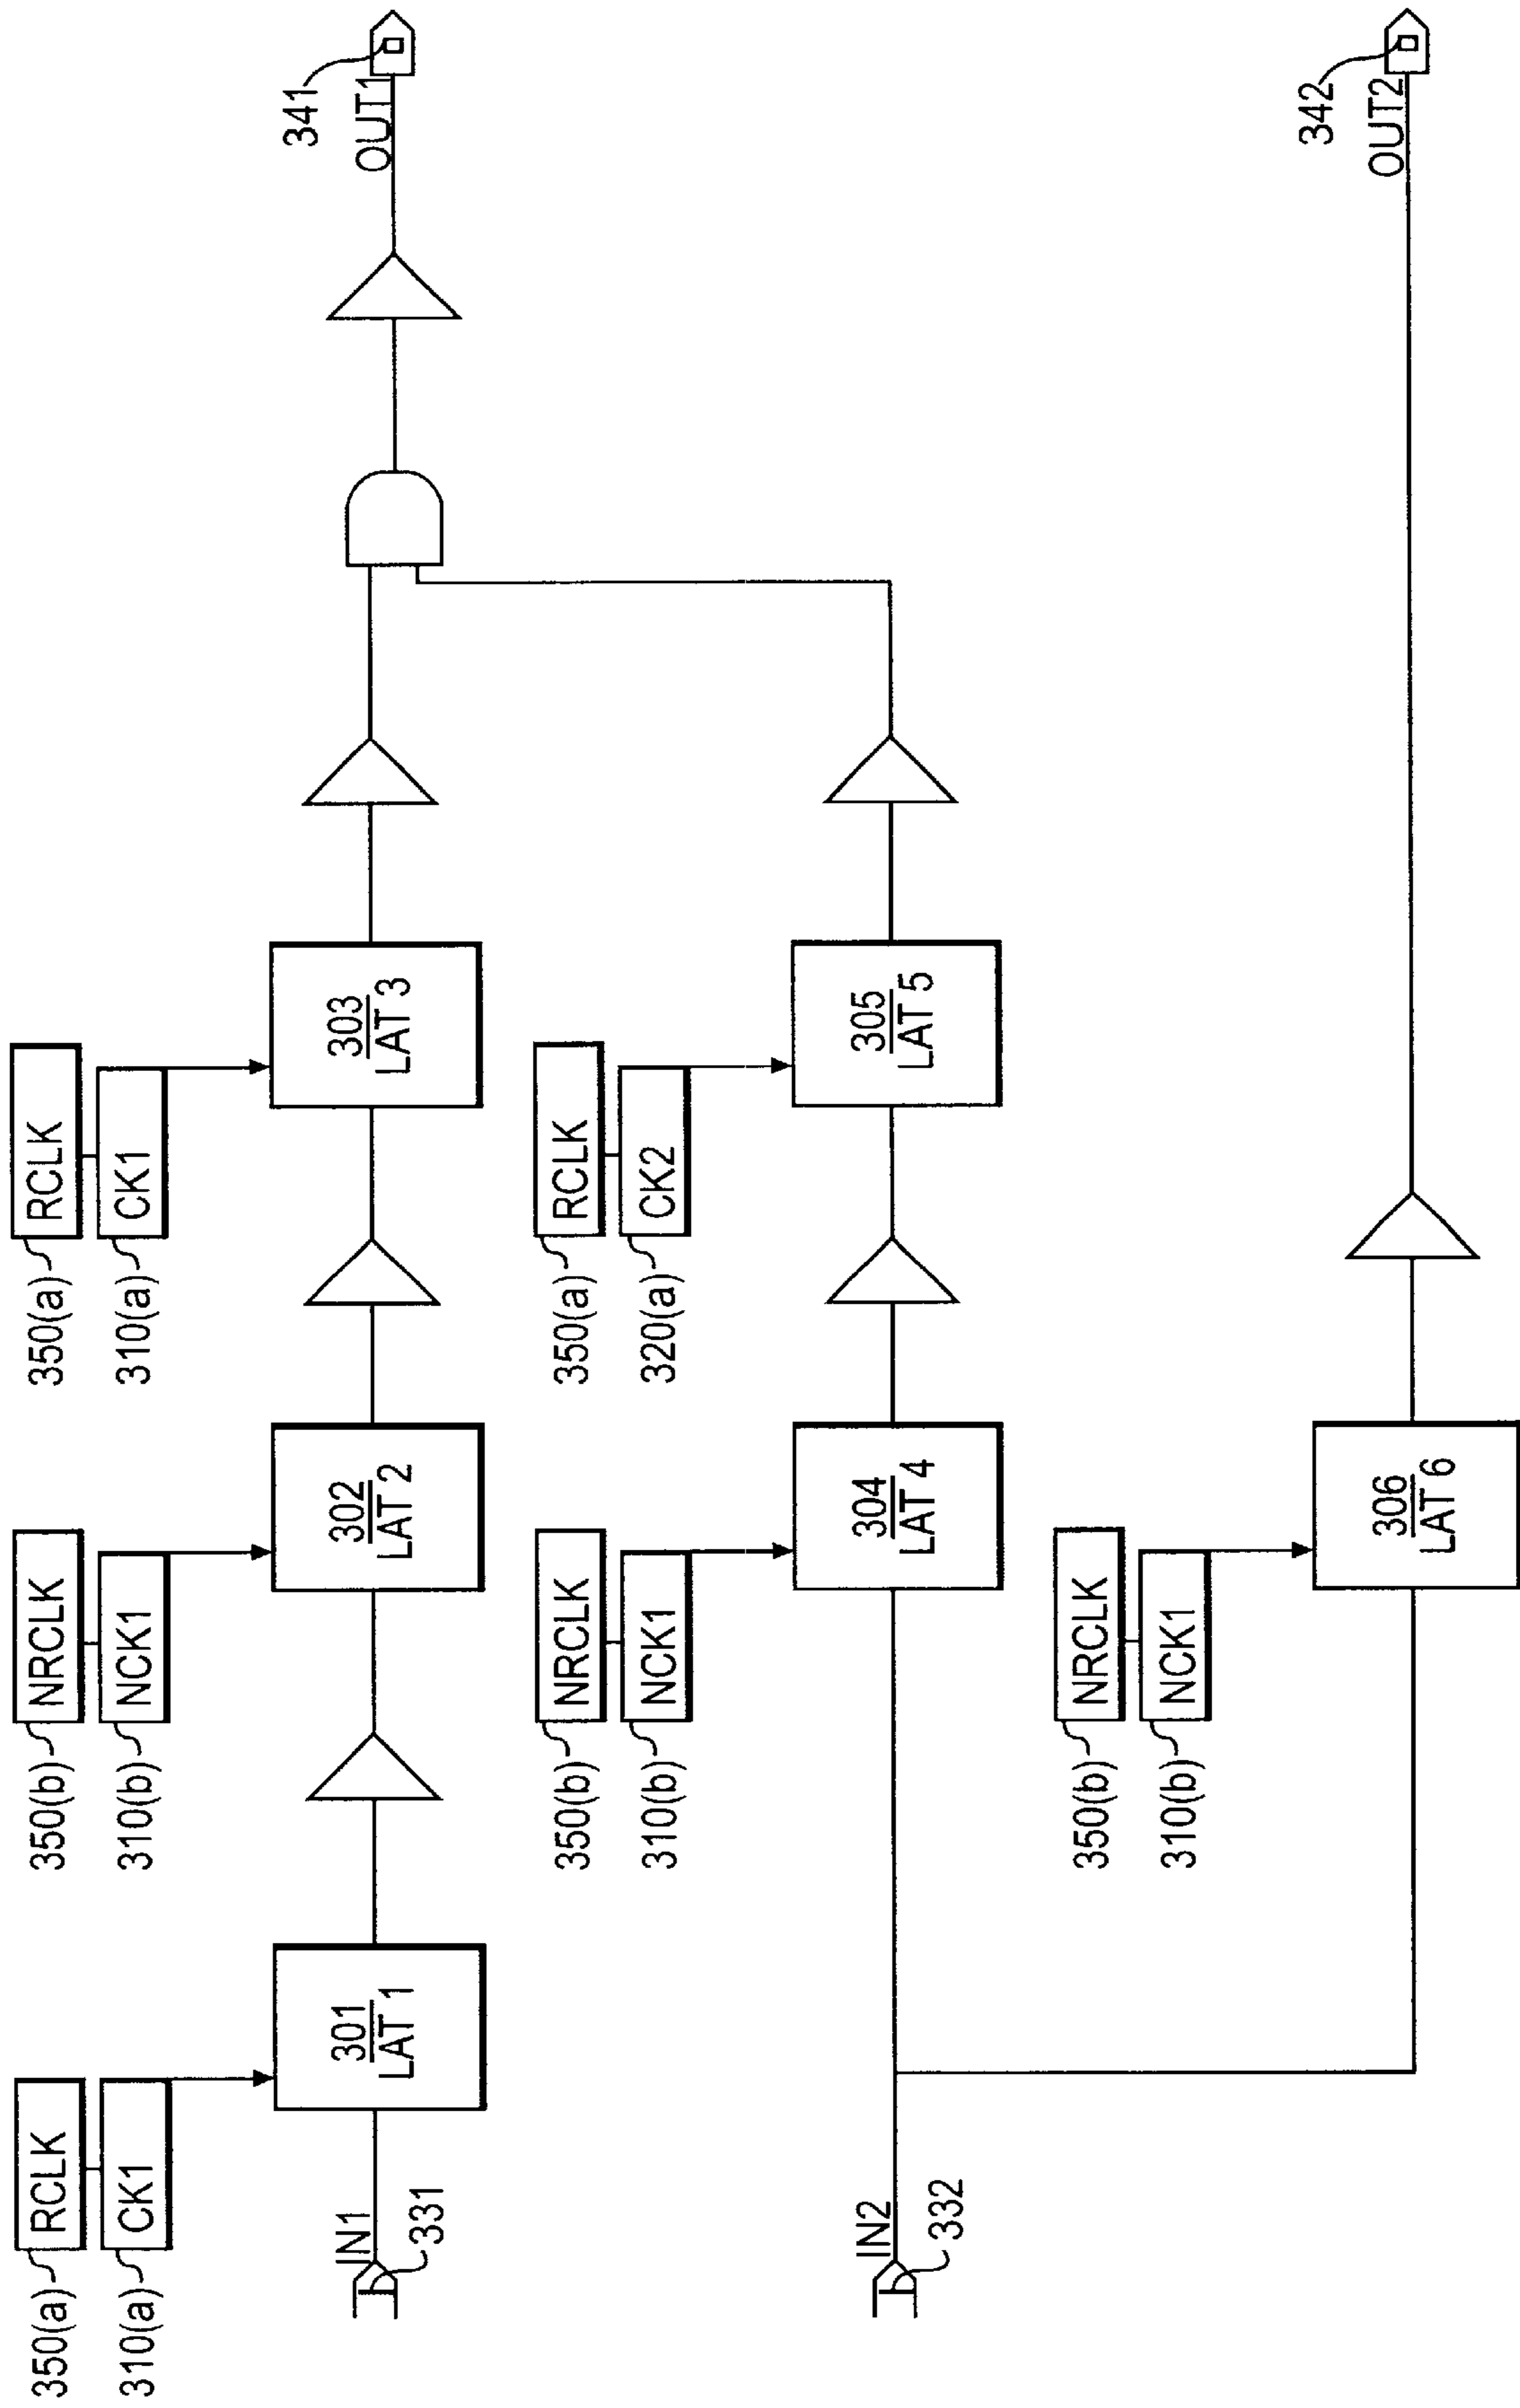 350(a)
RCLK
310(a)
CK1
350(b)
NRCLK
310(b)
NCK1
350(a)
RCLK
310(a)
CK1
IN1
331
301
LAT 1
302
LAT 2
303
LAT 3
341
OUT1
350(b)
NRCLK
310(b)
NCK1
350(a)
RCLK
320(a)
CK2
IN2
332
304
LAT 4
305
LAT 5
350(b)
NRCLK
310(b)
NCK1
306
LAT 6
342
OUT2